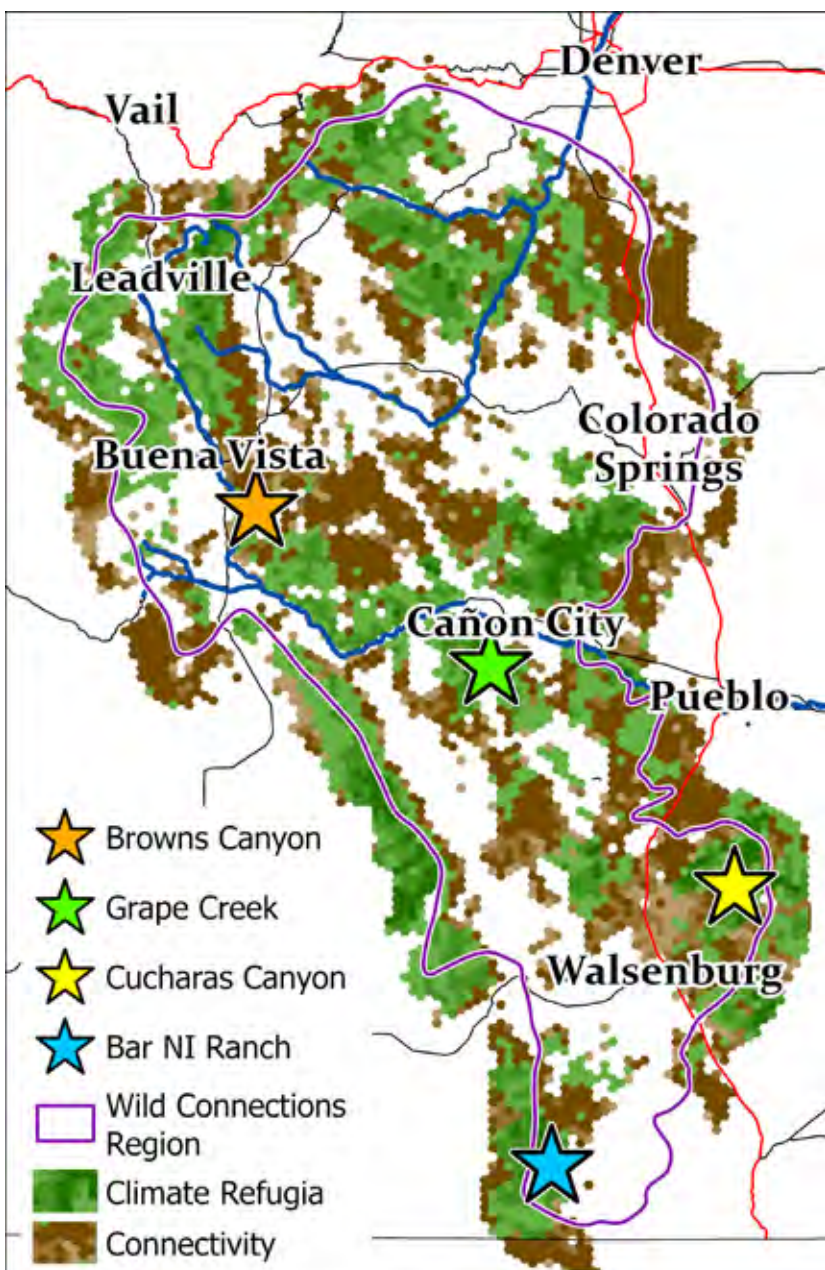 Denver
Vail
Leadville
Colorado
Springs
Buena Vista
Cañon City
Pueblo
Walsenburg
Browns Canyon
Grape Creek
Cucharas Canyon
Bar NI Ranch
Wild Connections
Region
Climate Refugia
Connectivity